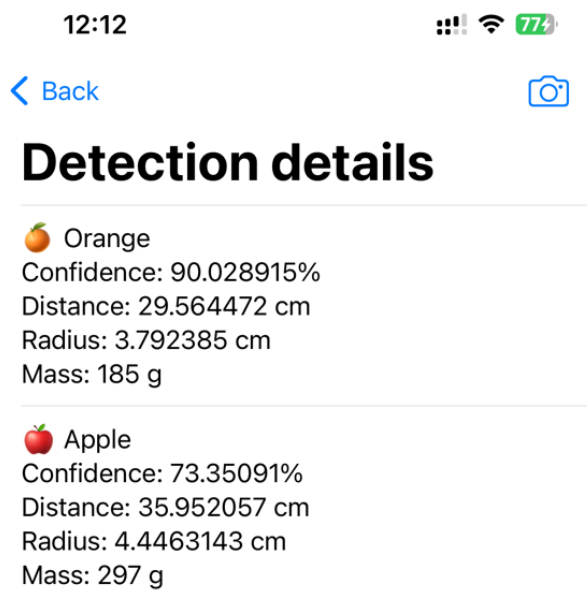 12:12
77
Back
Detection details
🍊 Orange
Confidence: 90.028915%
Distance: 29.564472 cm
Radius: 3.792385 cm
Mass: 185 g
🍎 Apple
Confidence: 73.35091%
Distance: 35.952057 cm
Radius: 4.4463143 cm
Mass: 297 g